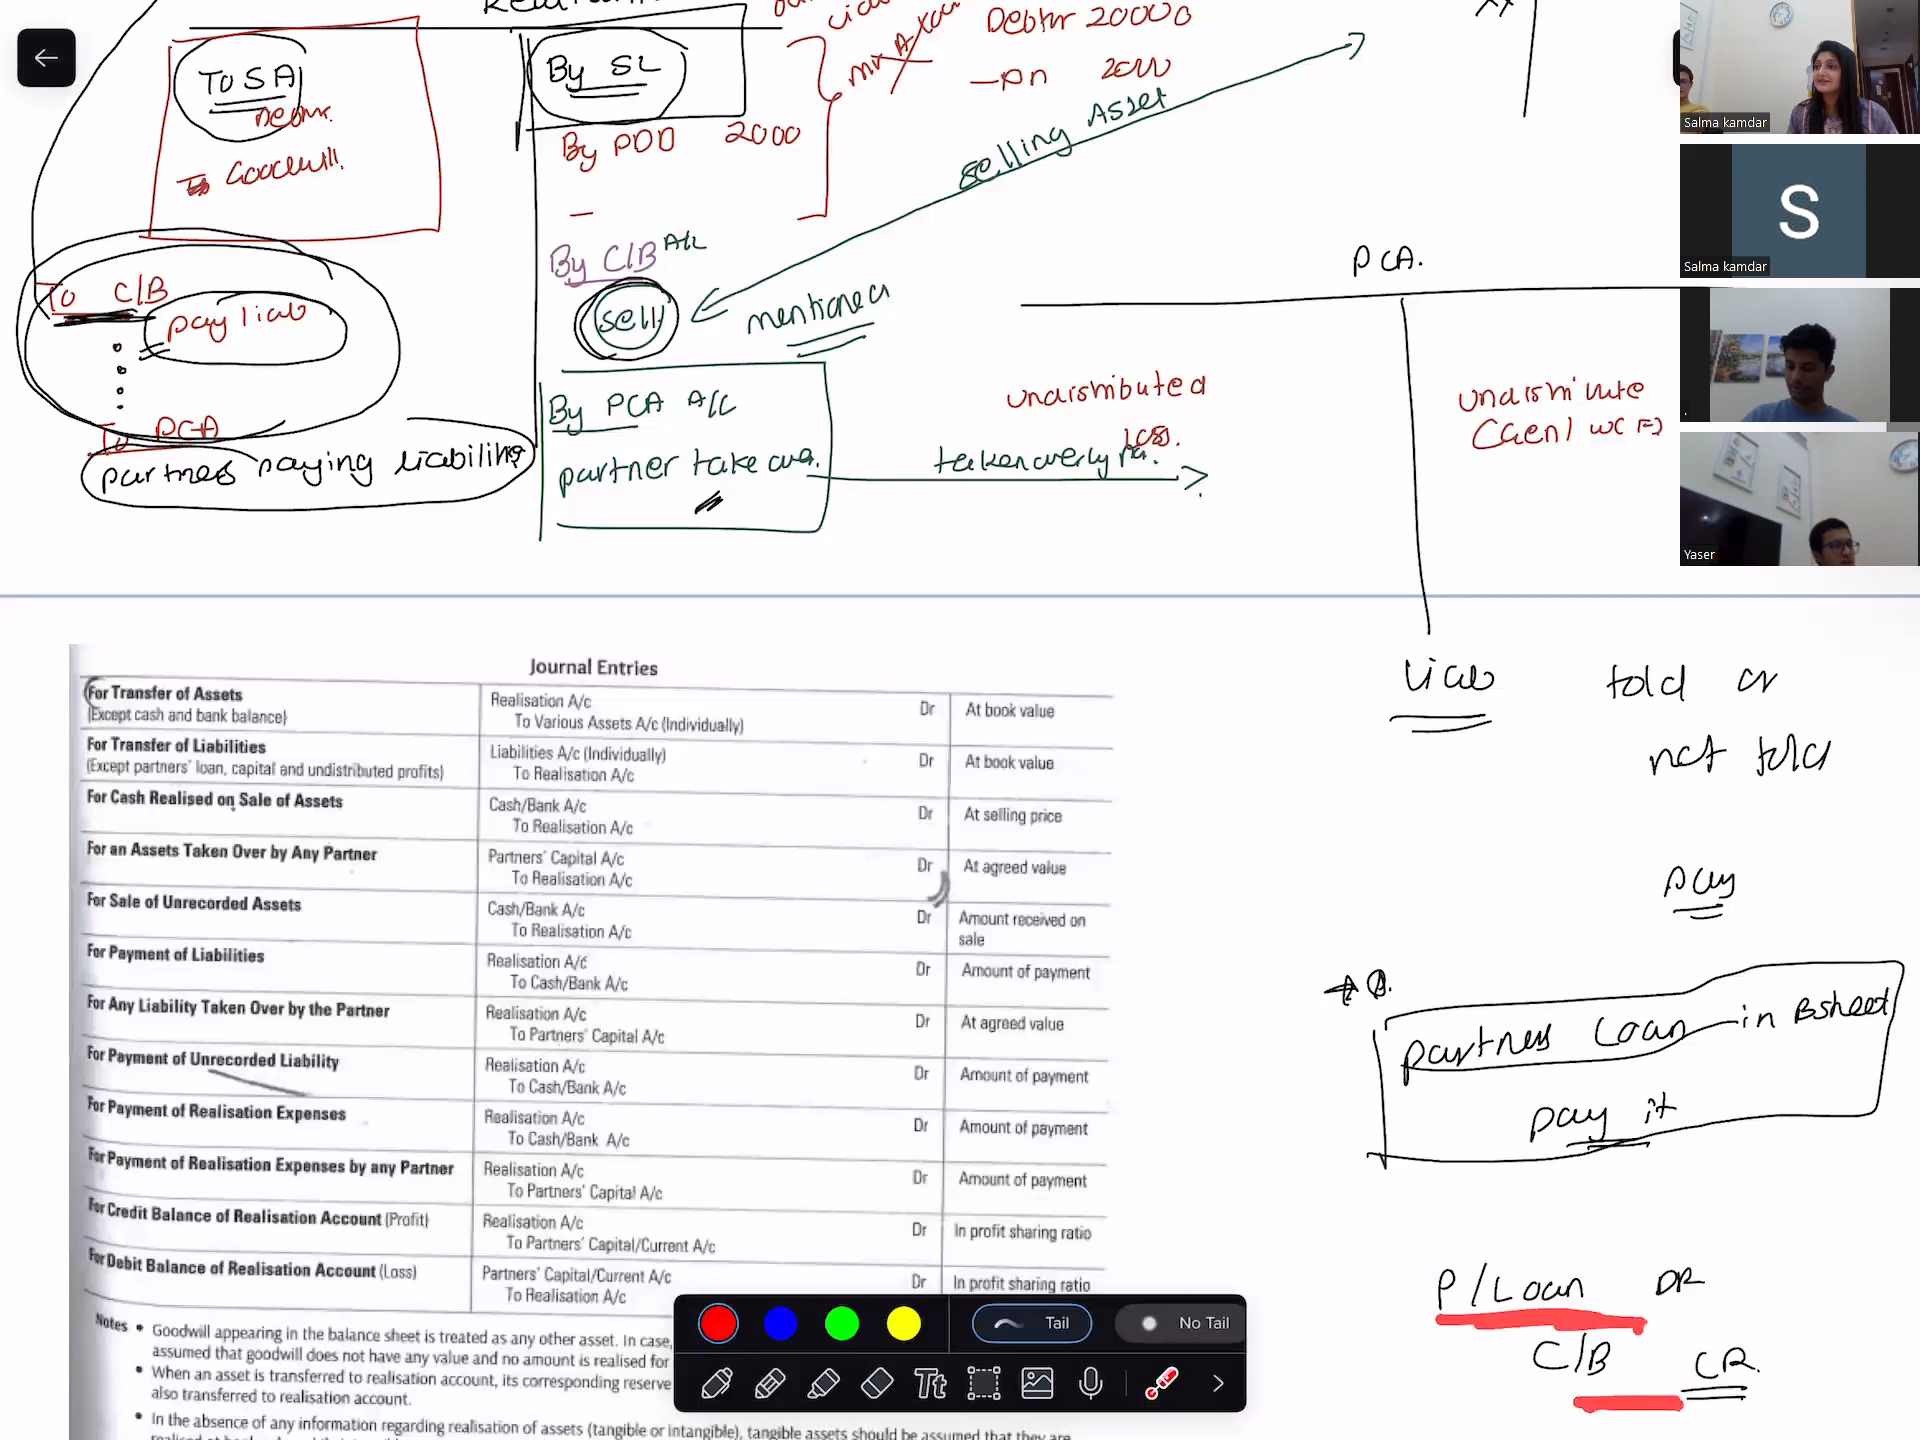 To SA
Goodwill.
By SL
By PDD 2000
Debtor 20000
2000
selling Asset
By C/B A/c
sell
mentioned
To C/B
pay liab
To PCA
partners paying liabilities
By PCA A/c
partner take over.
PCA.
undistributed
loss.
Liab told or
not told
pay
partners Loan in Bsheet
pay it
P/Loan DR
C/B CR.
Salma kamdar
S
Salma kamdar
Yaser
Journal Entries
For Transfer of Assets
(Except cash and bank balance)
Realisation A/c Dr At book value
To Various Assets A/c (Individually)
For Transfer of Liabilities
(Except partners' loan, capital and undistributed profits)
Liabilities A/c (Individually) Dr At book value
To Realisation A/c
For Cash Realised on Sale of Assets
Cash/Bank A/c Dr At selling price
To Realisation A/c
For an Assets Taken Over by Any Partner
Partners' Capital A/c Dr At agreed value
To Realisation A/c
For Sale of Unrecorded Assets
Cash/Bank A/c Dr Amount received on
To Realisation A/c sale
For Payment of Liabilities
Realisation A/c Dr Amount of payment
To Cash/Bank A/c
For Any Liability Taken Over by the Partner
Realisation A/c Dr At agreed value
To Partners' Capital A/c
For Payment of Unrecorded Liability
Realisation A/c Dr Amount of payment
To Cash/Bank A/c
For Payment of Realisation Expenses
Realisation A/c Dr Amount of payment
To Cash/Bank A/c
For Payment of Realisation Expenses by any Partner
Realisation A/c Dr Amount of payment
To Partners' Capital A/c
For Credit Balance of Realisation Account (Profit)
Realisation A/c Dr In profit sharing ratio
To Partners' Capital/Current A/c
For Debit Balance of Realisation Account (Loss)
Partners' Capital/Current A/c Dr In profit sharing ratio
To Realisation A/c
Notes • Goodwill appearing in the balance sheet is treated as any other asset. In case,
assumed that goodwill does not have any value and no amount is realised for
• When an asset is transferred to realisation account, its corresponding reserve
also transferred to realisation account.
• In the absence of any information regarding realisation of assets (tangible or intangible), tangible assets should be assumed that they are
Tail
No Tail
Tt